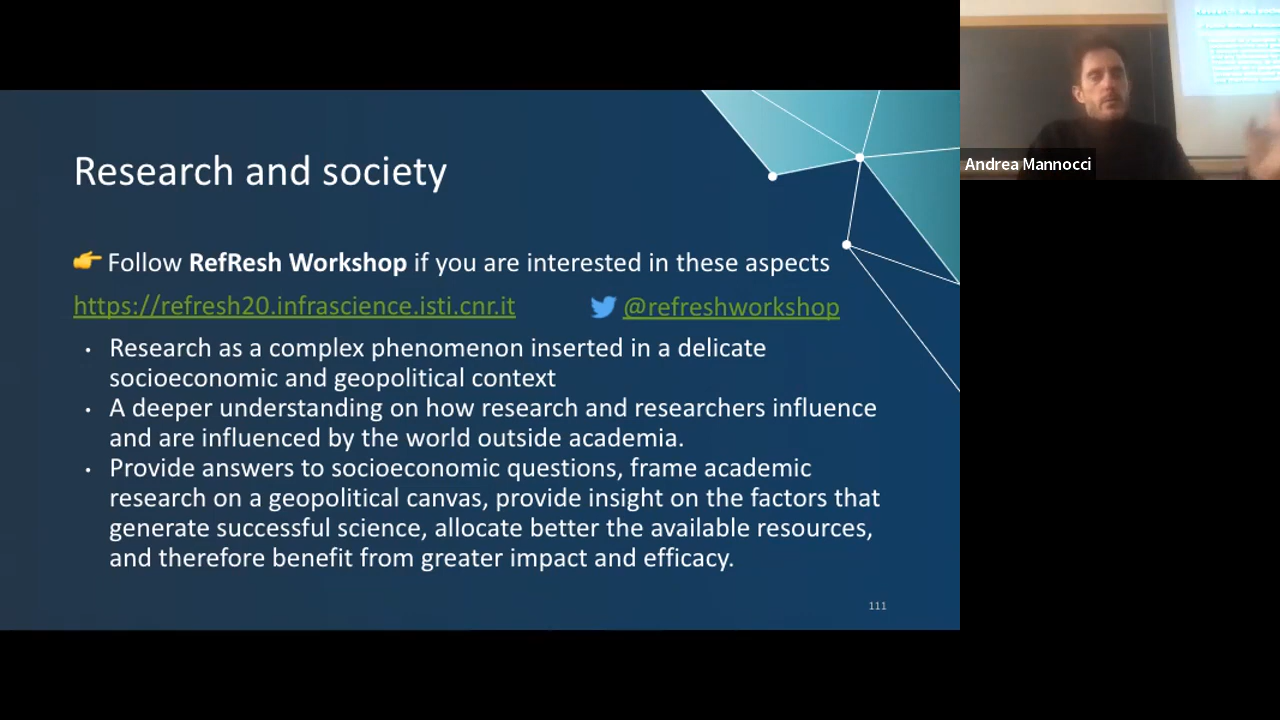 Research and society
👉 Follow RefResh Workshop if you are interested in these aspects
https://refresh20.infrascience.isti.cnr.it @refreshworkshop
• Research as a complex phenomenon inserted in a delicate
socioeconomic and geopolitical context
• A deeper understanding on how research and researchers influence
and are influenced by the world outside academia.
• Provide answers to socioeconomic questions, frame academic
research on a geopolitical canvas, provide insight on the factors that
generate successful science, allocate better the available resources,
and therefore benefit from greater impact and efficacy.
111
Andrea Mannocci